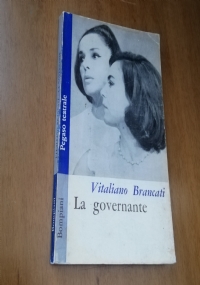 Pegaso teatrale
Vitaliano Brancati
La governante
Bompiani